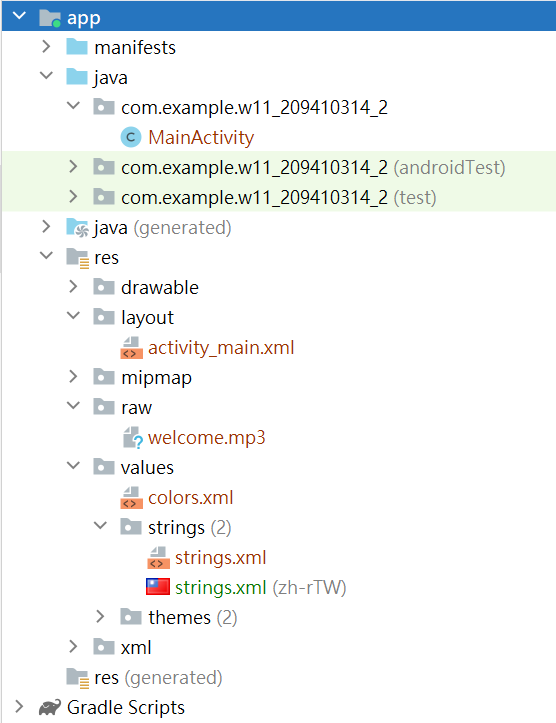 app
manifests
java
com.example.w11_209410314_2
MainActivity
com.example.w11_209410314_2 (androidTest)
com.example.w11_209410314_2 (test)
java (generated)
res
drawable
layout
activity_main.xml
mipmap
raw
welcome.mp3
values
colors.xml
strings (2)
strings.xml
strings.xml (zh-rTW)
themes (2)
xml
res (generated)
Gradle Scripts